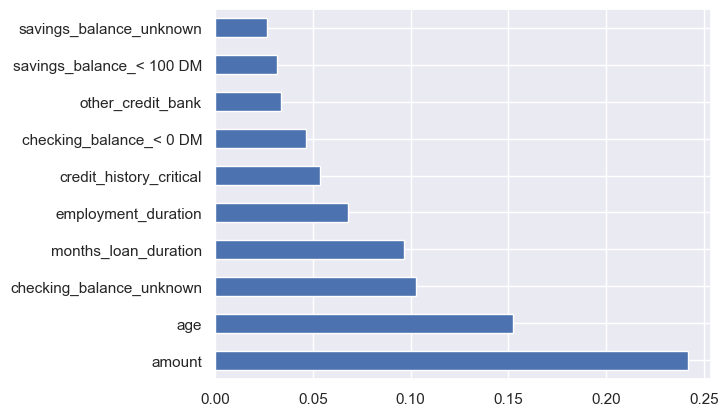 savings_balance_unknown
savings_balance_< 100 DM
other_credit_bank
checking_balance_< 0 DM
credit_history_critical
employment_duration
months_loan_duration
checking_balance_unknown
age
amount
0.00 0.05 0.10 0.15 0.20 0.25